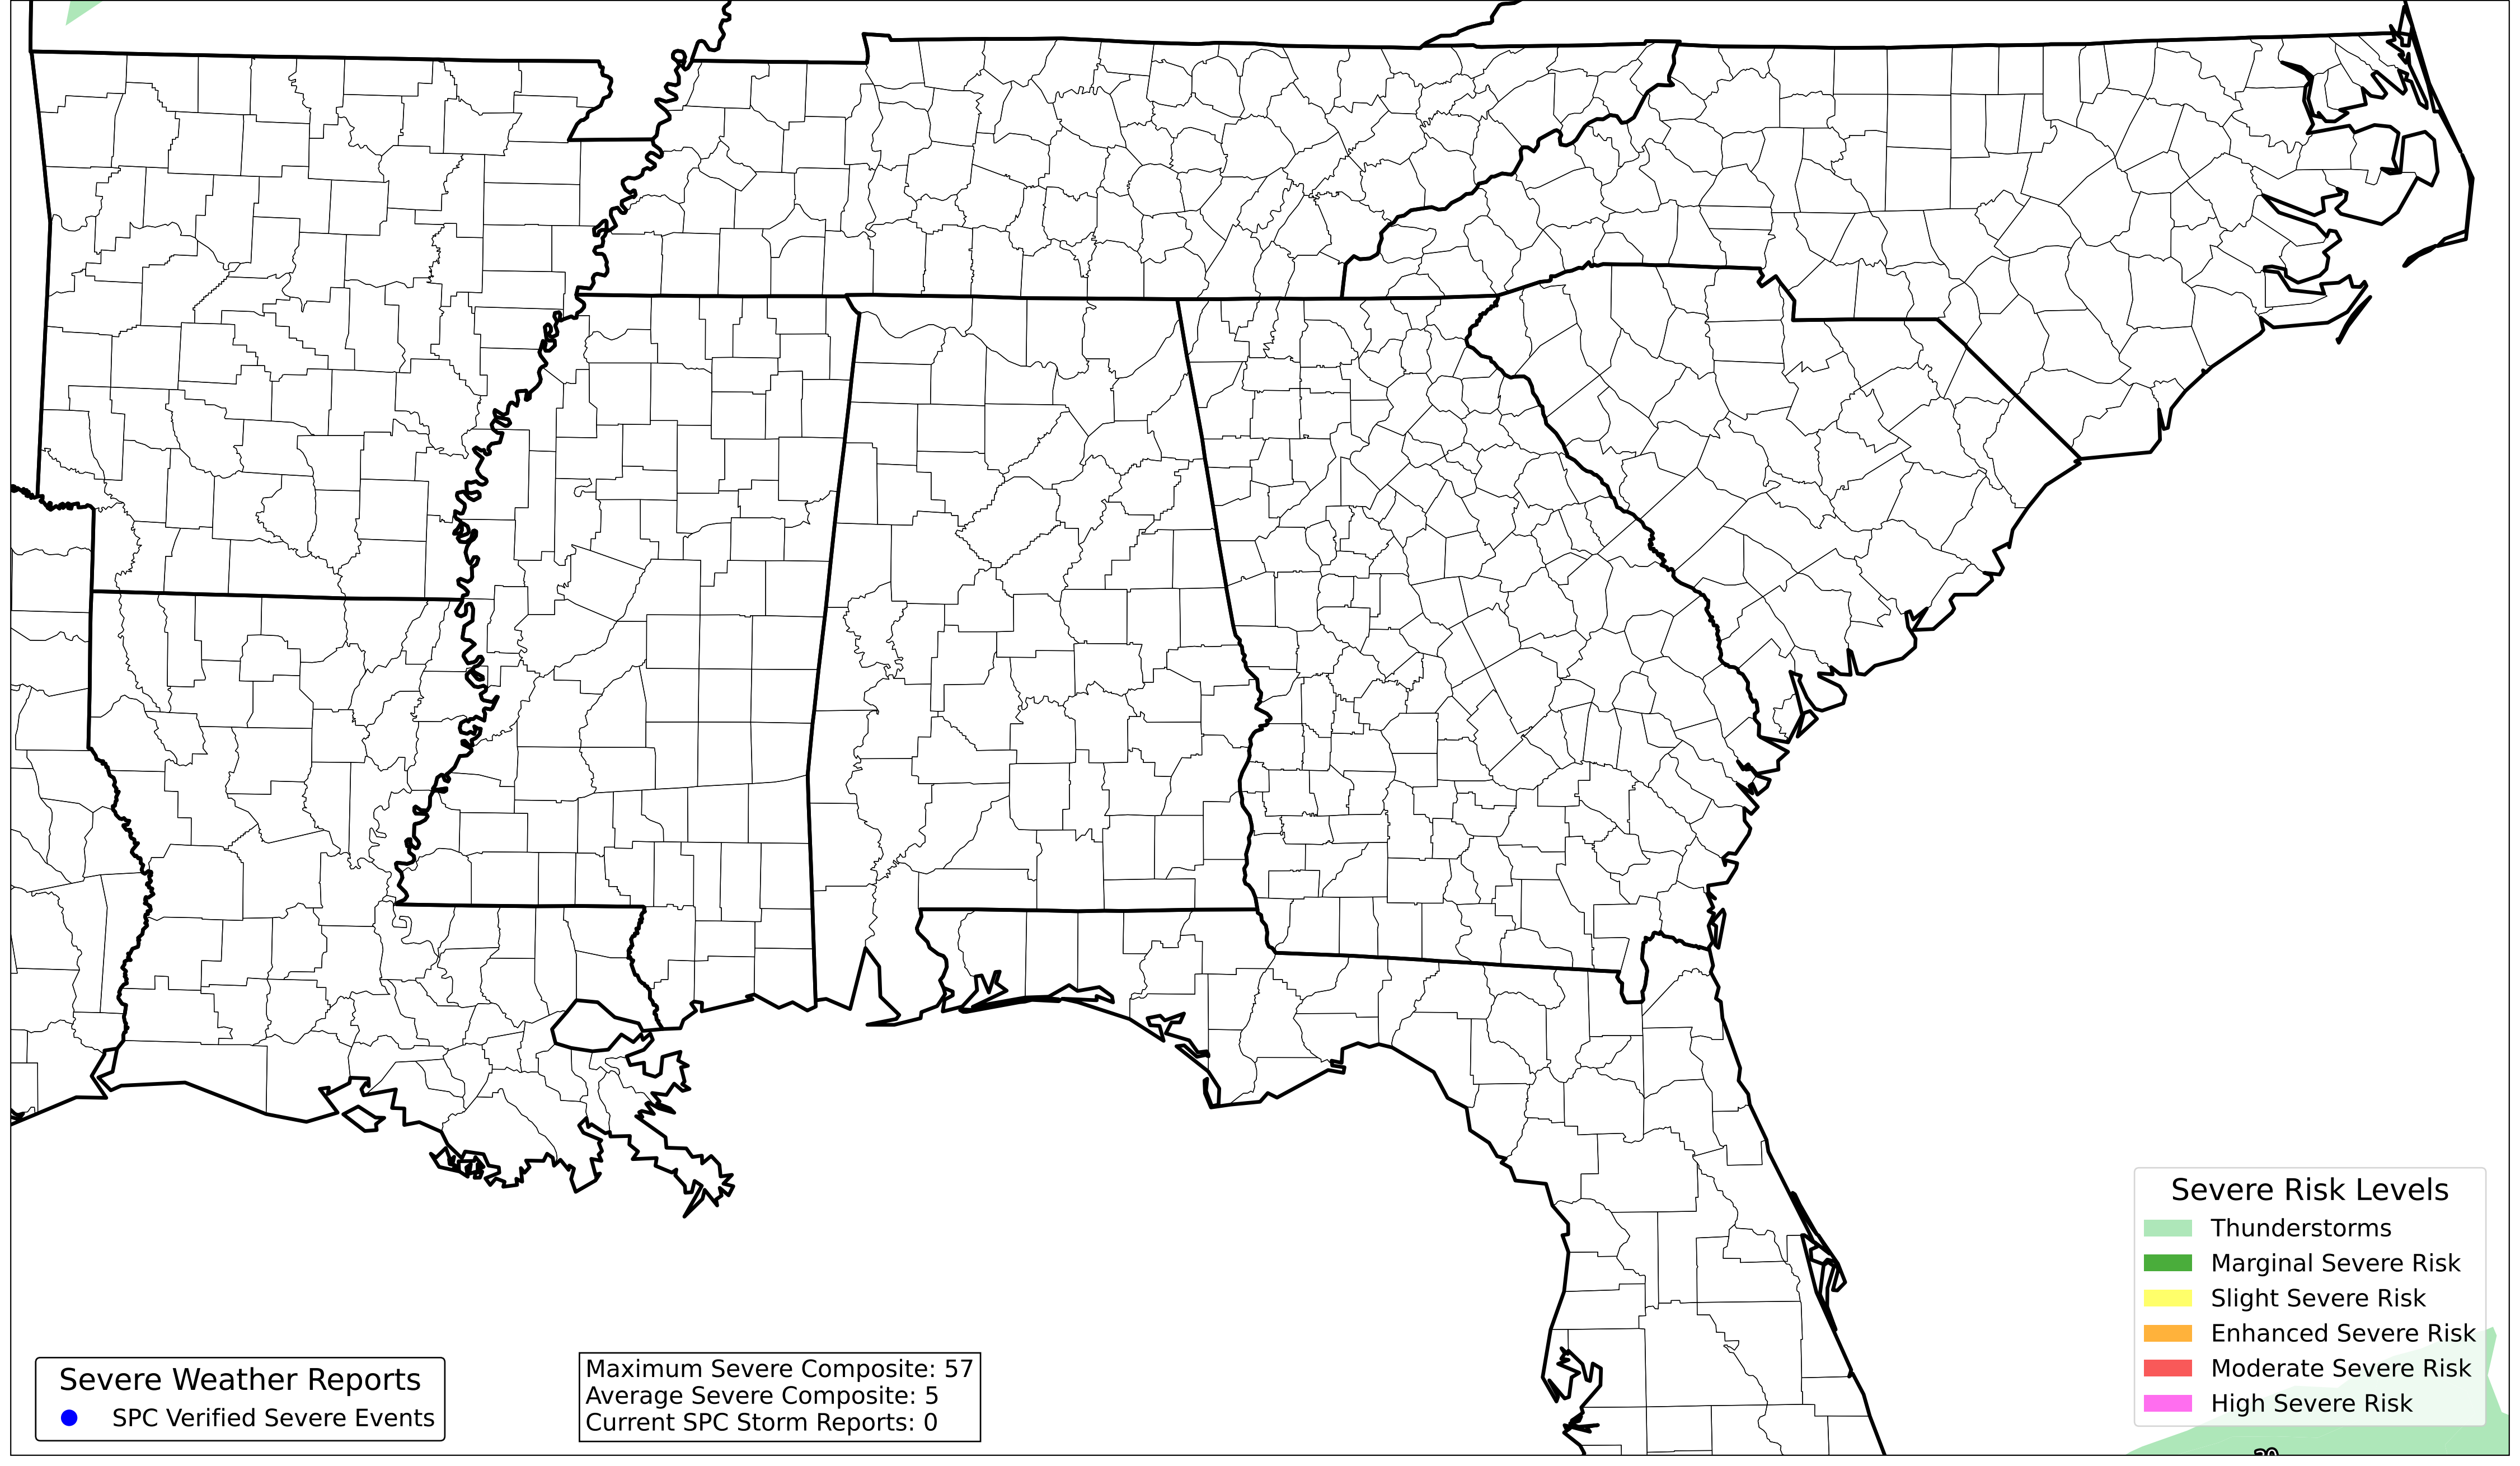 Severe Risk Levels
Thunderstorms
Marginal Severe Risk
Slight Severe Risk
Enhanced Severe Risk
Moderate Severe Risk
High Severe Risk
Severe Weather Reports
SPC Verified Severe Events
Maximum Severe Composite: 57
Average Severe Composite: 5
Current SPC Storm Reports: 0